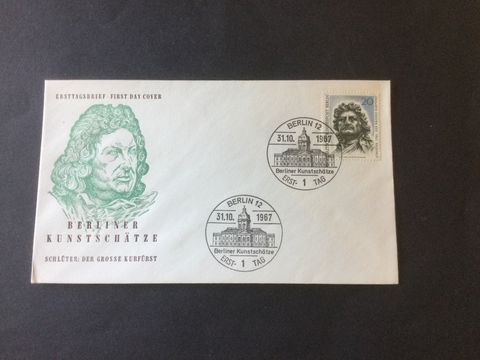 ERSTTAGSBRIEF · FIRST DAY COVER
BERLINER
KUNSTSCHÄTZE
SCHLÜTER: DER GROSSE KURFÜRST
BERLIN 12
31.10. 1967
Berliner Kunstschätze
ERST- 1 TAG
20
BERLIN 12
31.10. 1967
Berliner Kunstschätze
ERST- 1 TAG